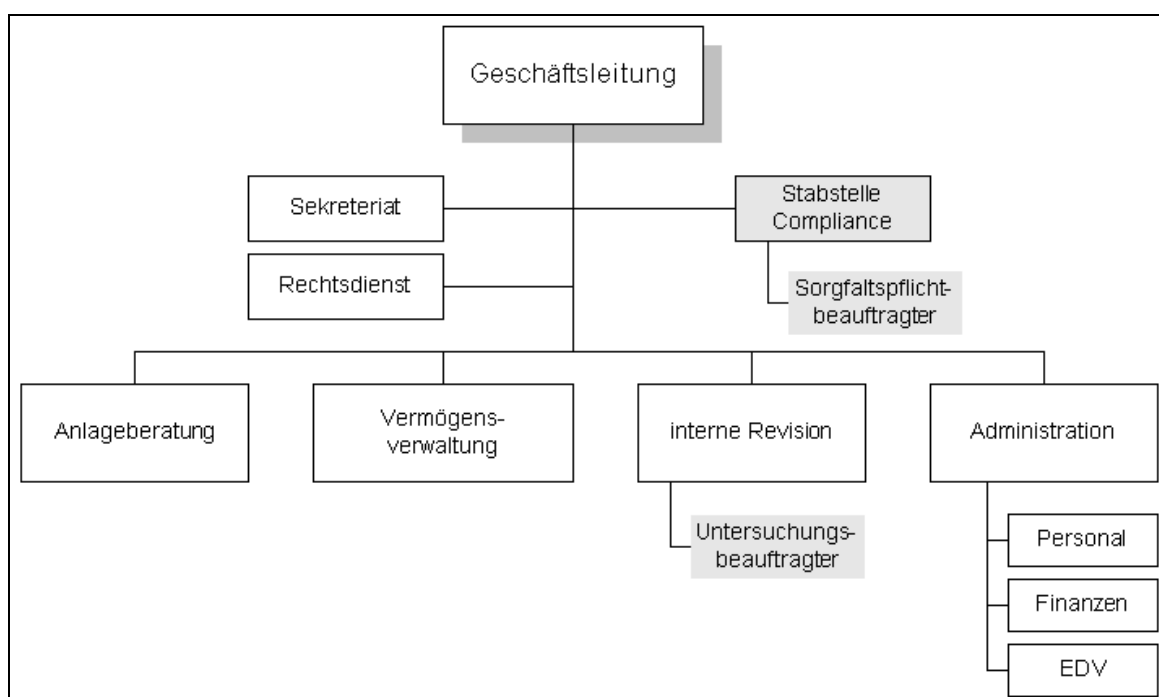 Geschäftsleitung
Sekreteriat
Stabstelle
Compliance
Rechtsdienst
Sorgfaltspflicht-
beauftragter
Anlageberatung
Vermögens-
verwaltung
interne Revision
Administration
Untersuchungs-
beauftragter
Personal
Finanzen
EDV